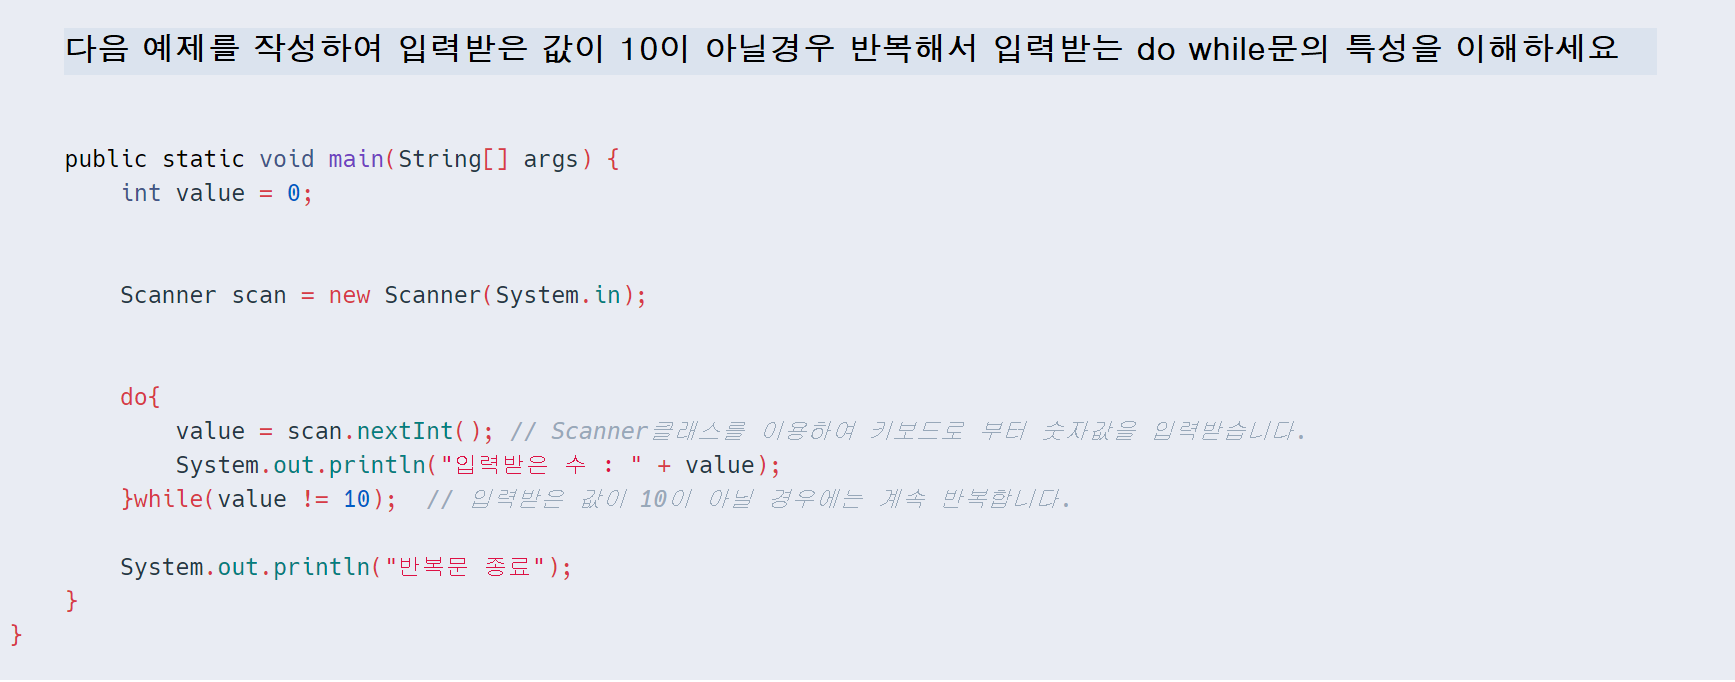 다음 예제를 작성하여 입력받은 값이 10이 아닐경우 반복해서 입력받는 do while문의 특성을 이해하세요
public static void main(String[] args) {
int value = 0;
Scanner scan = new Scanner(System.in);
do{
value = scan.nextInt(); // Scanner클래스를 이용하여 키보드로 부터 숫자값을 입력받습니다.
System.out.println("입력받은 수 : " + value);
}while(value != 10);  // 입력받은 값이 10이 아닐 경우에는 계속 반복합니다.
System.out.println("반복문 종료");
}
}